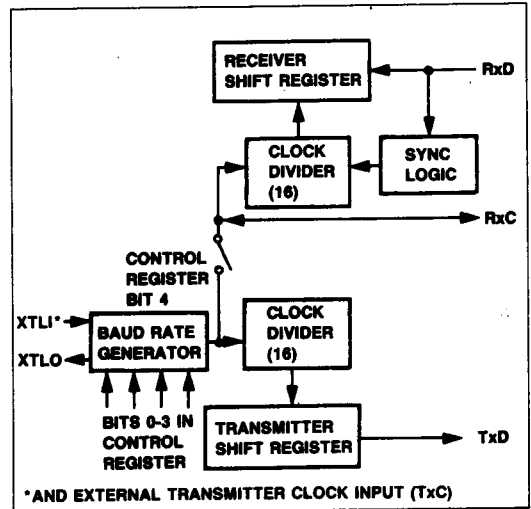 RECEIVER
SHIFT REGISTER
RxD
CLOCK
DIVIDER
(16)
SYNC
LOGIC
RxC
CONTROL
REGISTER
BIT 4
XTLI*
XTLO
BAUD RATE
GENERATOR
CLOCK
DIVIDER
(16)
BITS 0-3 IN
CONTROL
REGISTER
TRANSMITTER
SHIFT REGISTER
TxD
*AND EXTERNAL TRANSMITTER CLOCK INPUT (TxC)